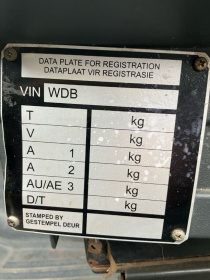 DATA PLATE FOR REGISTRATION
DATAPLAAT VIR REGISTRASIE
VIN WDB
T kg
V kg
A 1 kg
A 2 kg
AU/AE 3 kg
D/T kg
STAMPED BY
GESTEMPEL DEUR